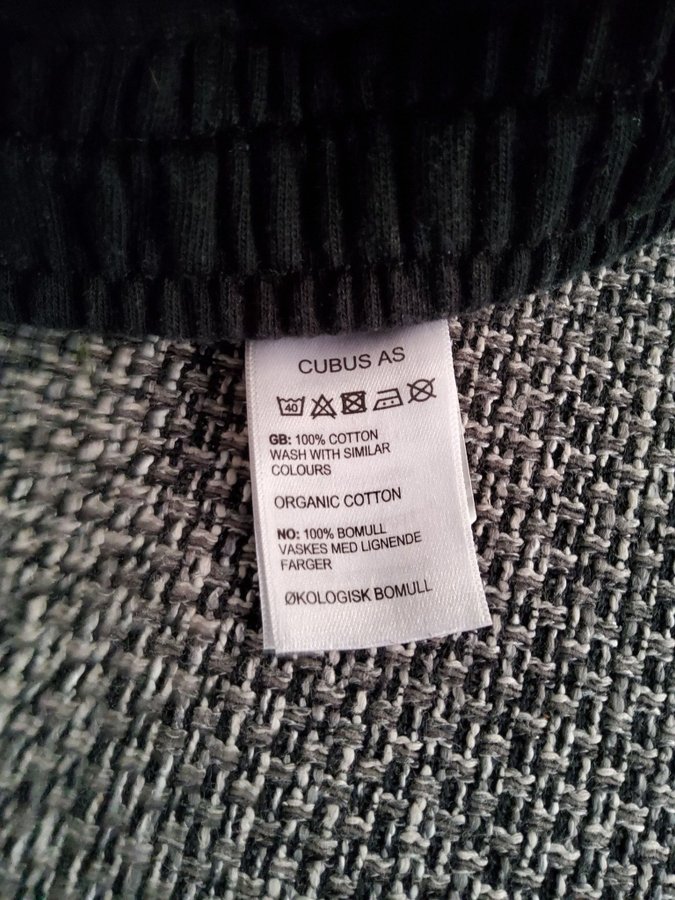 CUBUS AS
40
GB: 100% COTTON
WASH WITH SIMILAR
COLOURS
ORGANIC COTTON
NO: 100% BOMULL
VASKES MED LIGNENDE
FARGER
ØKOLOGISK BOMULL